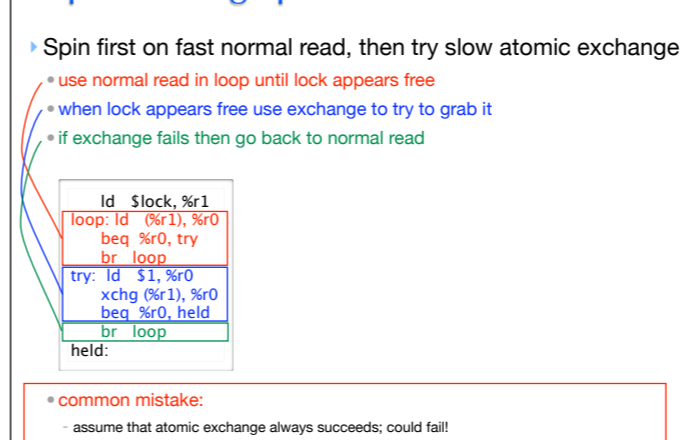 Spin first on fast normal read, then try slow atomic exchange
use normal read in loop until lock appears free
when lock appears free use exchange to try to grab it
if exchange fails then go back to normal read
ld $lock, %r1
loop: ld (%r1), %r0
beq %r0, try
br loop
try: ld $1, %r0
xchg (%r1), %r0
beq %r0, held
br loop
held:
common mistake:
- assume that atomic exchange always succeeds; could fail!